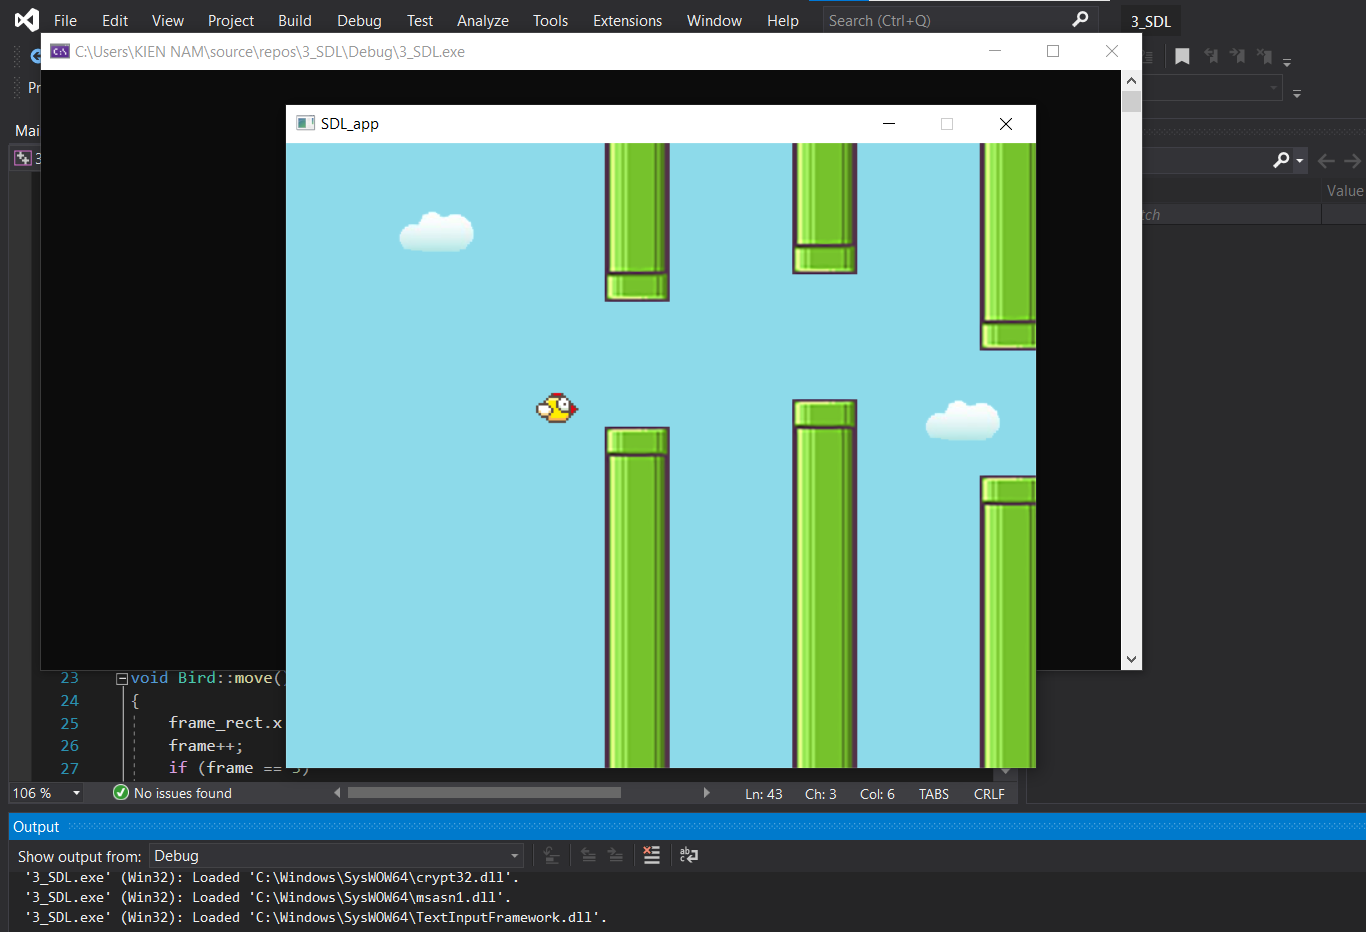 File Edit View Project Build Debug Test Analyze Tools Extensions Window Help Search (Ctrl+Q) 3_SDL
C:\Users\KIEN NAM\source\repos\3_SDL\Debug\3_SDL.exe
Pr
SDL_app
Mai
3
Value
tch
23 void Bird::move(
24 {
25 frame_rect.x
26 frame++;
27 if (frame == 5)
106 % No issues found Ln: 43 Ch: 3 Col: 6 TABS CRLF
Output
Show output from: Debug
'3_SDL.exe' (Win32): Loaded 'C:\Windows\SysWOW64\crypt32.dll'.
'3_SDL.exe' (Win32): Loaded 'C:\Windows\SysWOW64\msasn1.dll'.
'3_SDL.exe' (Win32): Loaded 'C:\Windows\SysWOW64\TextInputFramework.dll'.